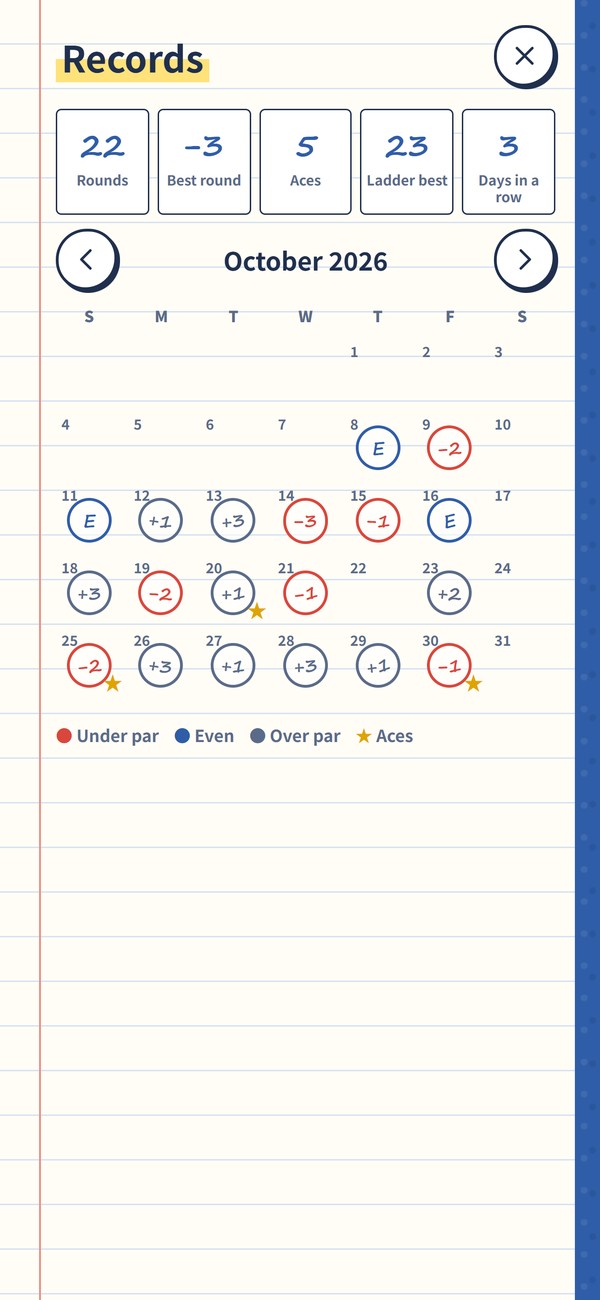 Records
22 -3 5 23 3
Rounds Best round Aces Ladder best Days in a row
October 2026
S M T W T F S
1 2 3
4 5 6 7 8 9 10
E -2
11 12 13 14 15 16 17
E +1 +3 -3 -1 E
18 19 20 21 22 23 24
+3 -2 +1 -1 +2
25 26 27 28 29 30 31
-2 +3 +1 +3 +1 -1
Under par Even Over par Aces